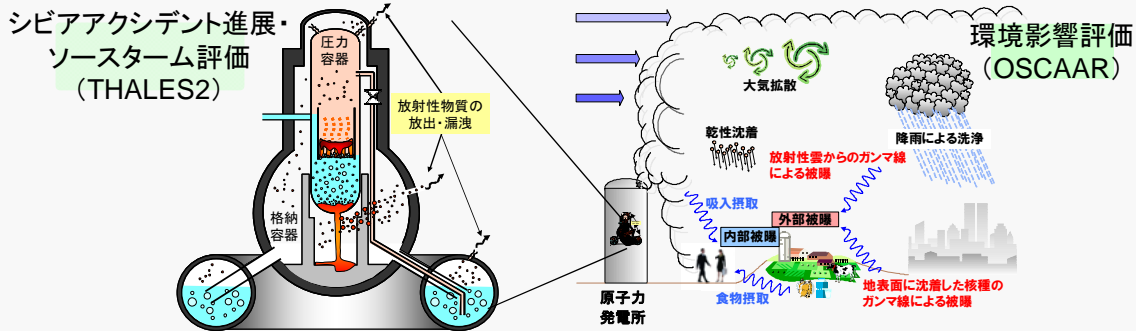 シビアアクシデント進展・
ソースターム評価
（THALES2）
圧力
容器
放射性物質の
放出・漏洩
格納
容器
環境影響評価
（OSCAAR）
大気拡散
乾性沈着
降雨による洗浄
放射性雲からのガンマ線
による被曝
吸入摂取
外部被曝
内部被曝
食物摂取
地表面に沈着した核種の
ガンマ線による被曝
原子力
発電所